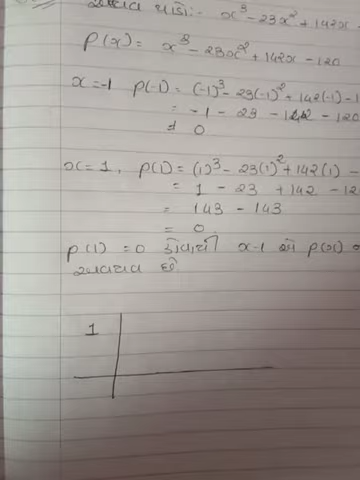 અવયવ પાડો :- x³ - 23x² + 142x -
p(x) = x³ - 23x² + 142x - 120
x = -1 p(-1) = (-1)³ - 23(-1)² + 142(-1) - 1
= -1 - 23 - 142 - 120
≠ 0
x = 1, p(1) = (1)³ - 23(1)² + 142(1) -
= 1 - 23 + 142 - 12
= 143 - 143
= 0
p(1) = 0 હોવાથી x-1 એ p(x)
અવયવ છે
1